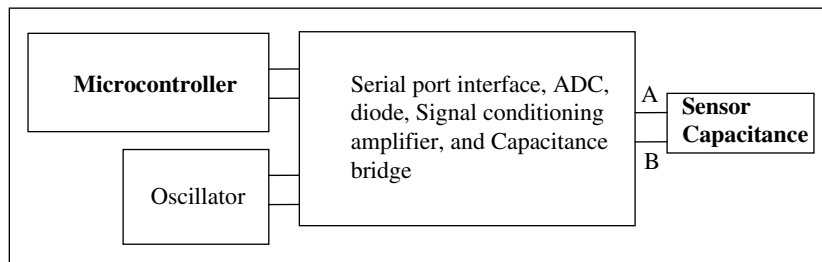 Microcontroller
Serial port interface, ADC,
diode, Signal conditioning
amplifier, and Capacitance
bridge
A
Sensor
Capacitance
B
Oscillator